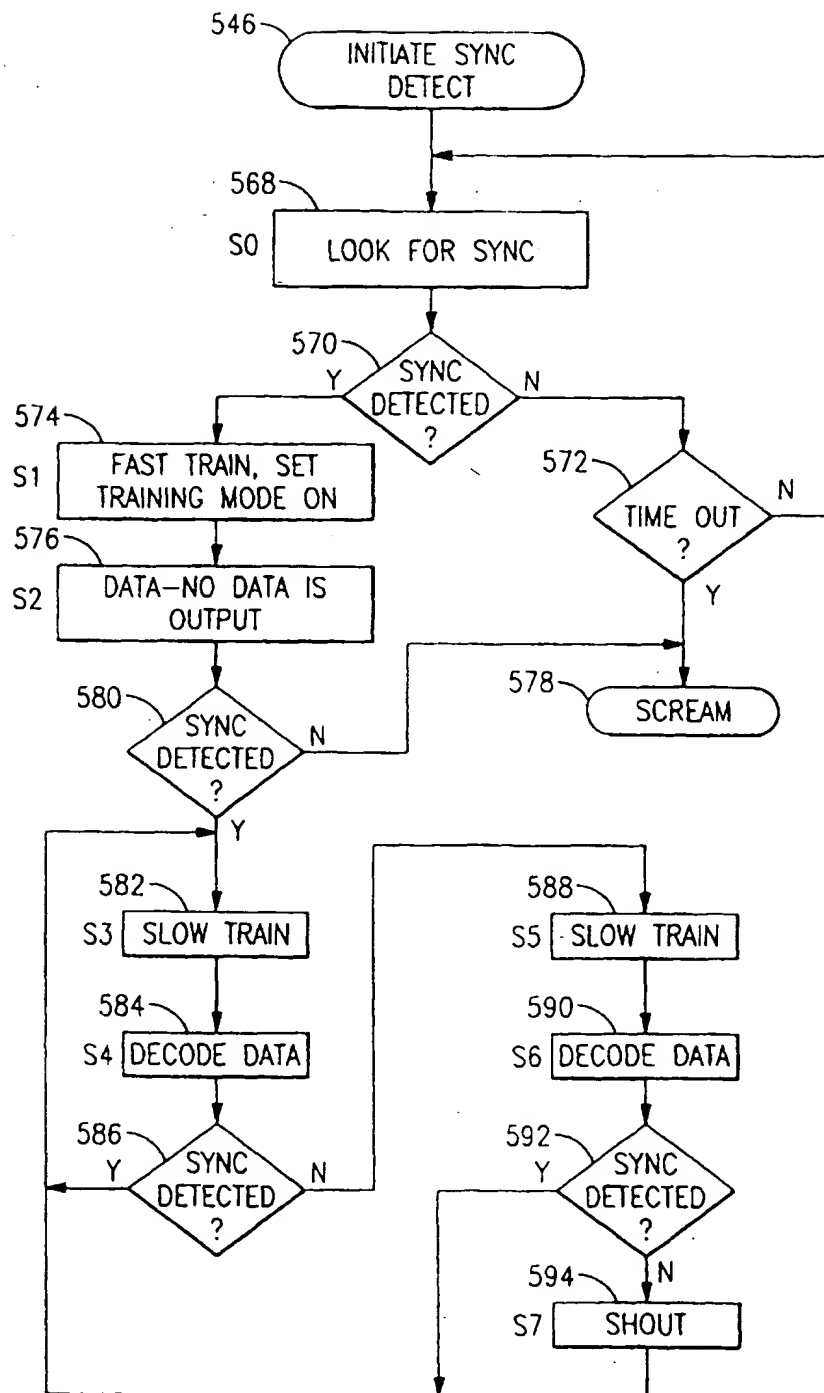 546
INITIATE SYNC
DETECT
568
S0
LOOK FOR SYNC
570
SYNC
DETECTED
?
Y
N
574
S1
FAST TRAIN, SET
TRAINING MODE ON
572
TIME OUT
?
N
Y
576
S2
DATA-NO DATA IS
OUTPUT
578
SCREAM
580
SYNC
DETECTED
?
N
Y
582
S3
SLOW TRAIN
588
S5
SLOW TRAIN
584
S4
DECODE DATA
590
S6
DECODE DATA
586
Y
SYNC
DETECTED
?
N
592
Y
SYNC
DETECTED
?
N
594
S7
SHOUT